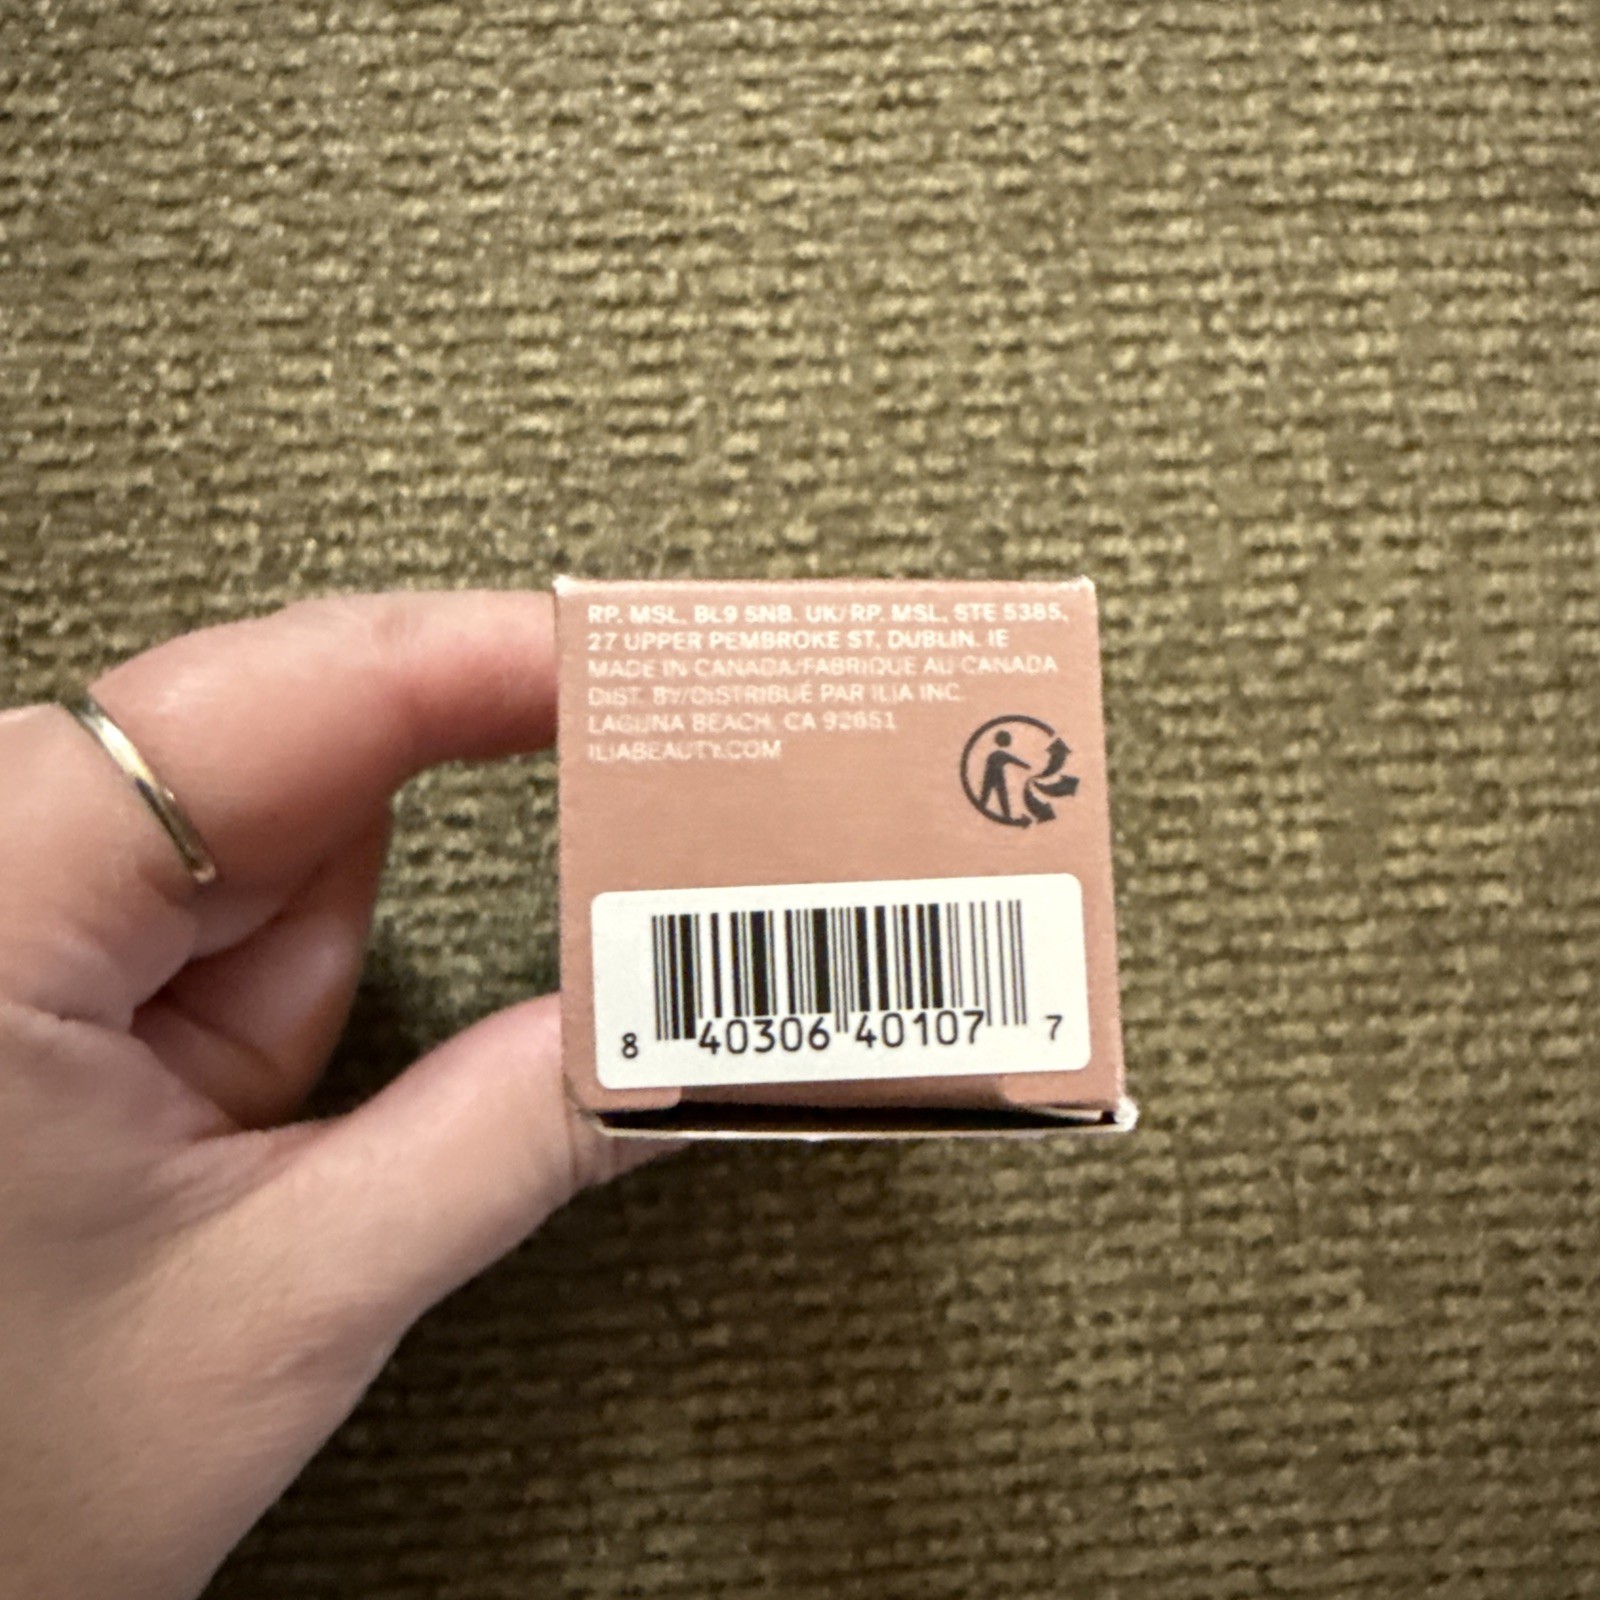 RP. MSL, BL9 5NB. UK/RP. MSL, STE 5385,
27 UPPER PEMBROKE ST, DUBLIN. IE
MADE IN CANADA/FABRIQUÉ AU CANADA
DIST. BY/DISTRIBUÉ PAR ILIA INC.
LAGUNA BEACH, CA 92651
ILIABEAUTY.COM
8 40306 40107 7